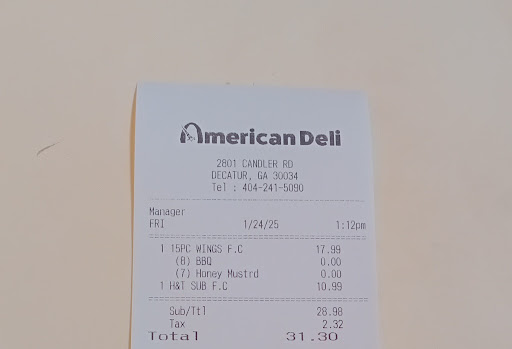 American Deli
2801 CANDLER RD
DECATUR, GA 30034
Tel : 404-241-5090
Manager
FRI 1/24/25 1:12pm
1 15PC WINGS F.C 17.99
(8) BBQ 0.00
(7) Honey Mustrd 0.00
1 H&T SUB F.C 10.99
Sub/Ttl 28.98
Tax 2.32
Total 31.30